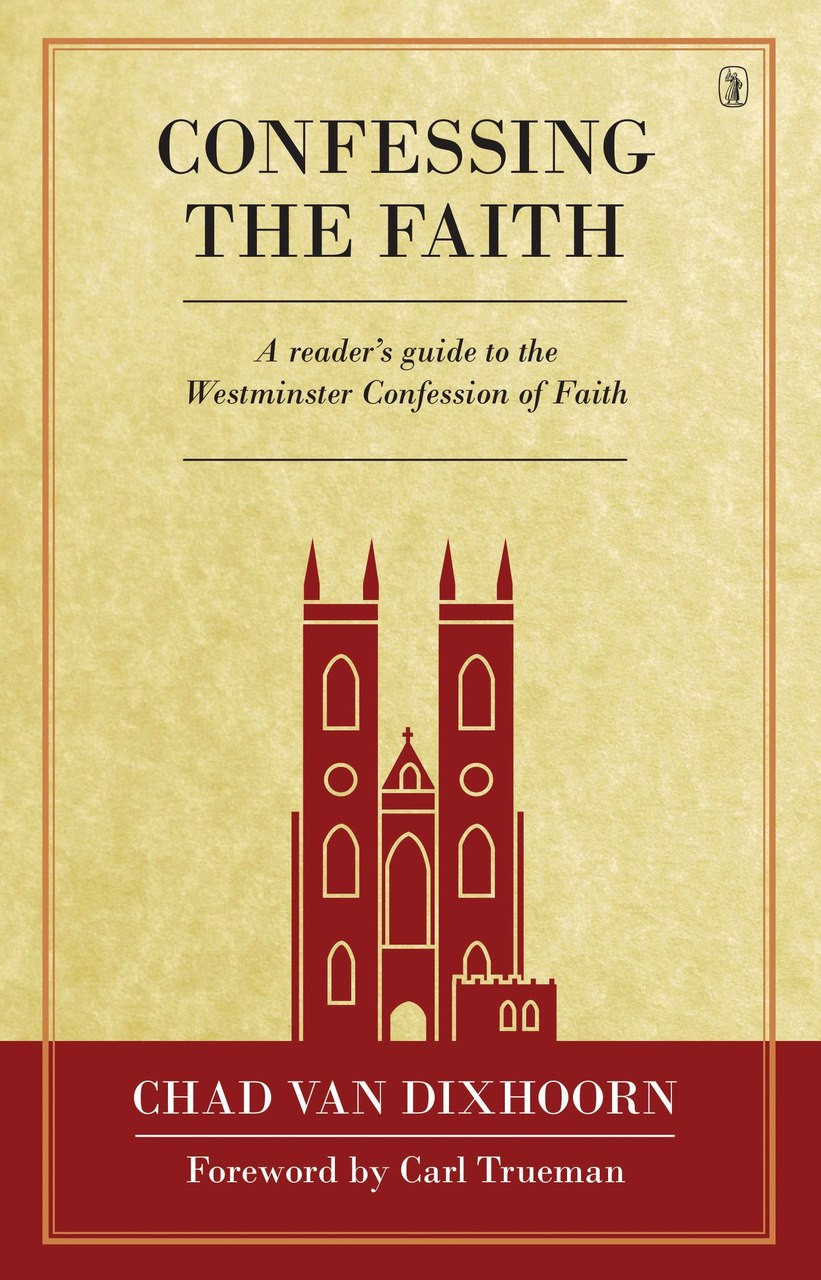 CONFESSING
THE FAITH
A reader’s guide to the
Westminster Confession of Faith
CHAD VAN DIXHOORN
Foreword by Carl Trueman